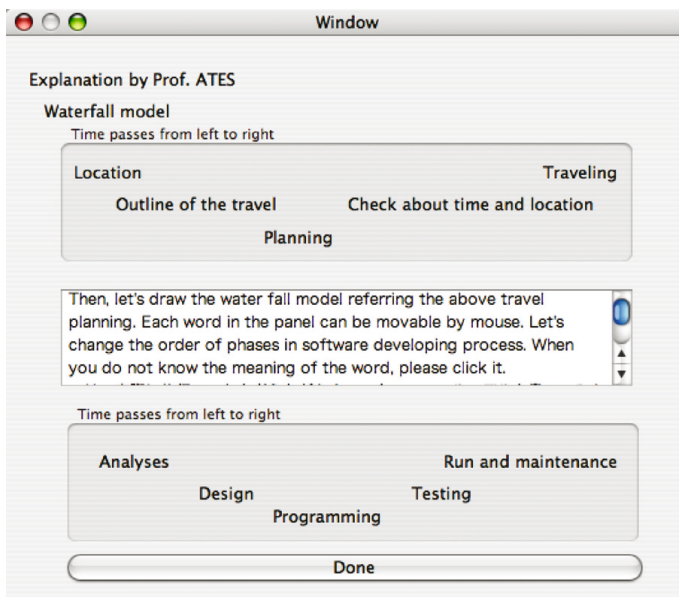 Window
Explanation by Prof. ATES
Waterfall model
Time passes from left to right
Location Traveling
Outline of the travel Check about time and location
Planning
Then, let's draw the water fall model referring the above travel
planning. Each word in the panel can be movable by mouse. Let's
change the order of phases in software developing process. When
you do not know the meaning of the word, please click it.
Time passes from left to right
Analyses Run and maintenance
Design Testing
Programming
Done